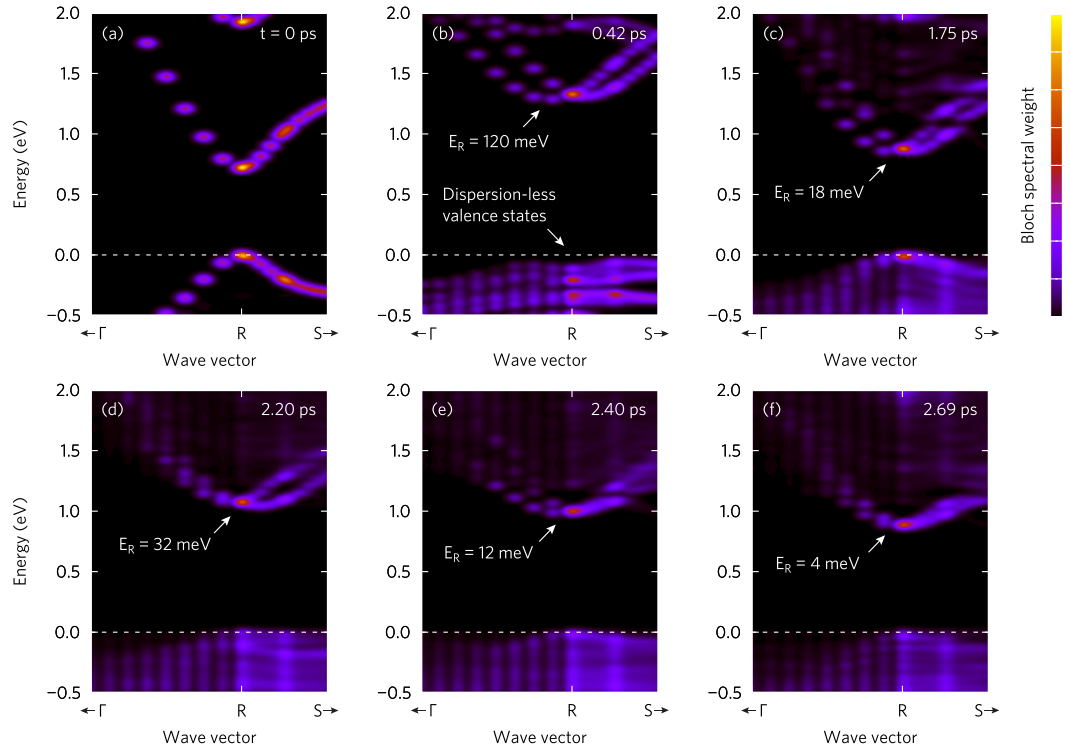 (a) t = 0 ps
(b) 0.42 ps
(c) 1.75 ps
2.0
1.5
1.0
0.5
0.0
−0.5
Energy (eV)
←Γ R S→
Wave vector
2.0
1.5
1.0
0.5
0.0
−0.5
E_R = 120 meV
Dispersion-less
valence states
←Γ R S→
Wave vector
2.0
1.5
1.0
0.5
0.0
−0.5
E_R = 18 meV
←Γ R S→
Wave vector
Bloch spectral weight
(d) 2.20 ps
(e) 2.40 ps
(f) 2.69 ps
2.0
1.5
1.0
0.5
0.0
−0.5
Energy (eV)
E_R = 32 meV
←Γ R S→
Wave vector
2.0
1.5
1.0
0.5
0.0
−0.5
E_R = 12 meV
←Γ R S→
Wave vector
2.0
1.5
1.0
0.5
0.0
−0.5
E_R = 4 meV
←Γ R S→
Wave vector